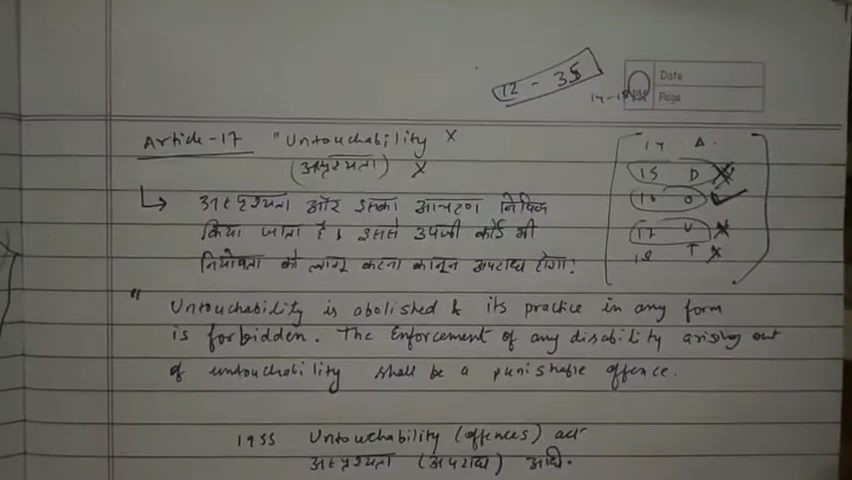 12 - 35
Date
Page
Article-17 "Untouchability X
(अस्पृश्यता) X
14 A
15 D X
16 O ✓
17 U X
18 T X
↳ अस्पृश्यता और इसका आचरण निषिद्ध
किया जाता है। इससे उपजी कोई भी
को लागू करना कानून अपराध होगा।
" Untouchability is abolished & its practice in any form
is forbidden. The Enforcement of any disability arising out
of untouchability shall be a punishable offence.
1955 Untouchability (offences) act
अस्पृश्यता (अपराध) अधि.